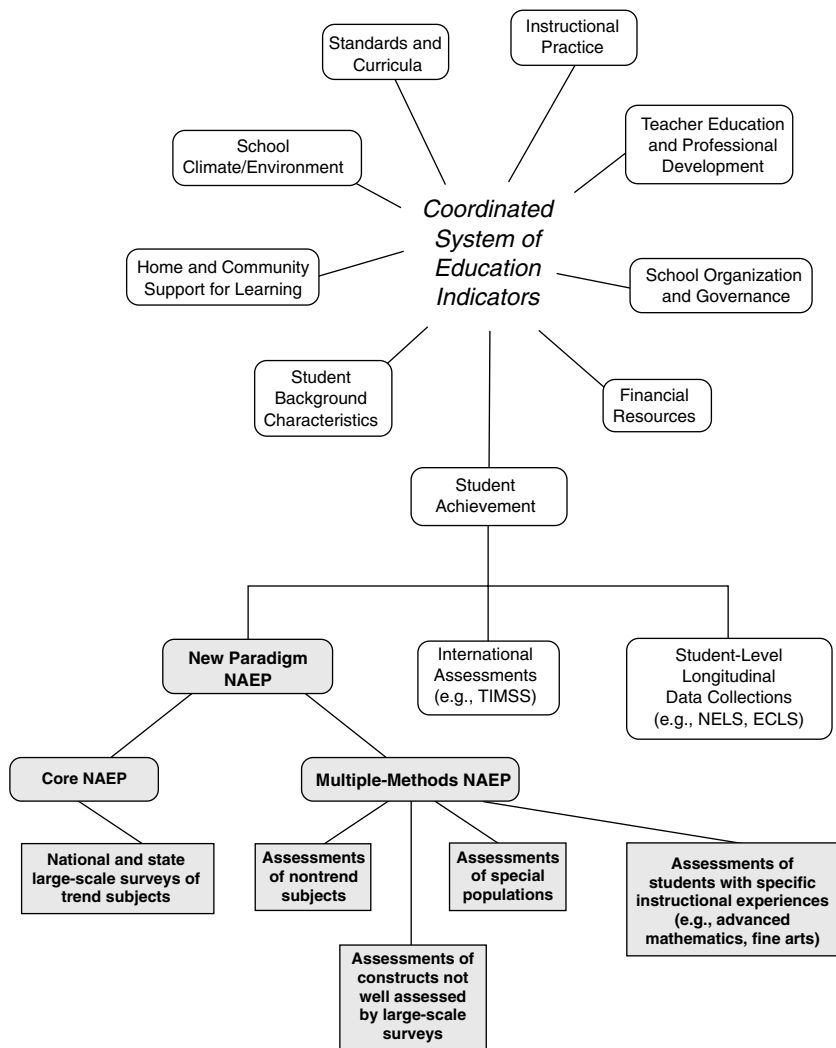 Standards and
Curricula
Instructional
Practice
School
Climate/Environment
Teacher Education
and Professional
Development
Coordinated
System of
Education
Indicators
Home and Community
Support for Learning
School Organization
and Governance
Student
Background
Characteristics
Financial
Resources
Student
Achievement
New Paradigm
NAEP
International
Assessments
(e.g., TIMSS)
Student-Level
Longitudinal
Data Collections
(e.g., NELS, ECLS)
Core NAEP
Multiple-Methods NAEP
National and state
large-scale surveys of
trend subjects
Assessments
of nontrend
subjects
Assessments
of special
populations
Assessments of
students with specific
instructional experiences
(e.g., advanced
mathematics, fine arts)
Assessments of
constructs not
well assessed
by large-scale
surveys